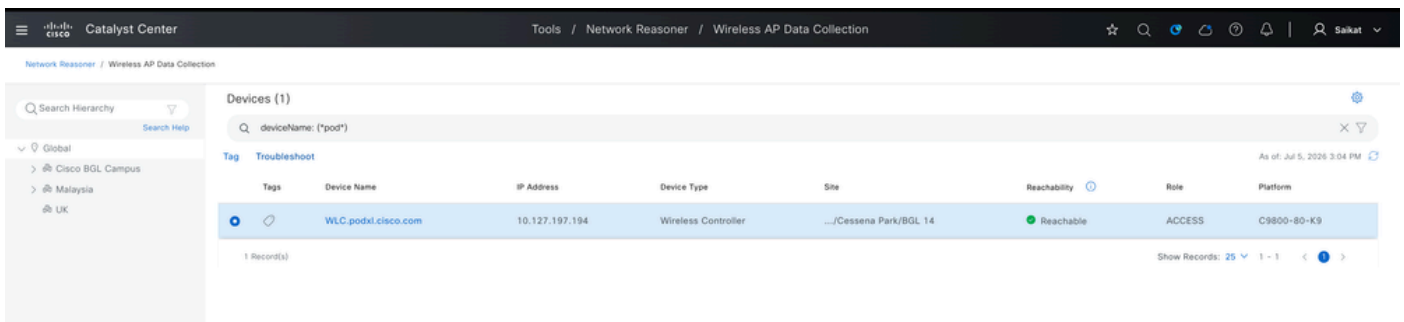 CISCO Catalyst Center Tools / Network Reasoner / Wireless AP Data Collection Saikat
Network Reasoner / Wireless AP Data Collection
Search Hierarchy
Search Help
Global
Cisco BGL Campus
Malaysia
UK
Devices (1)
deviceName: (*pod*)
Tag Troubleshoot As of: Jul 5, 2026 3:04 PM
Tags Device Name IP Address Device Type Site Reachability Role Platform
WLC.podxl.cisco.com 10.127.197.194 Wireless Controller .../Cessena Park/BGL 14 Reachable ACCESS C9800-80-K9
1 Record(s) Show Records: 25 1 - 1 1